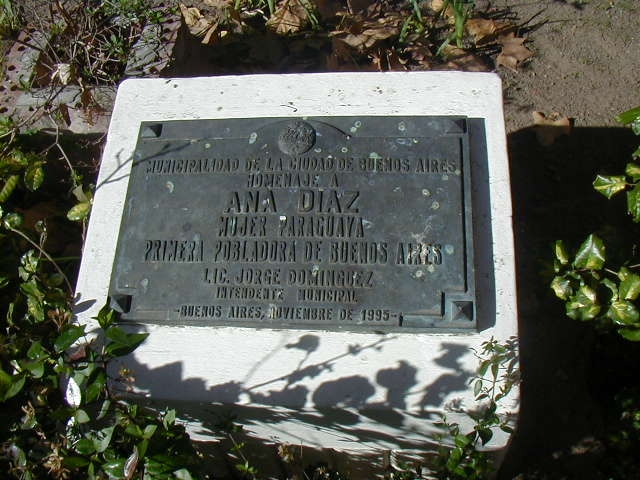 MUNICIPALIDAD DE LA CIUDAD DE BUENOS AIRES
HOMENAJE A
ANA DIAZ
MUJER PARAGUAYA
PRIMERA POBLADORA DE BUENOS AIRES
LIC. JORGE DOMINGUEZ
INTENDENTE MUNICIPAL
-BUENOS AIRES, NOVIEMBRE DE 1995-